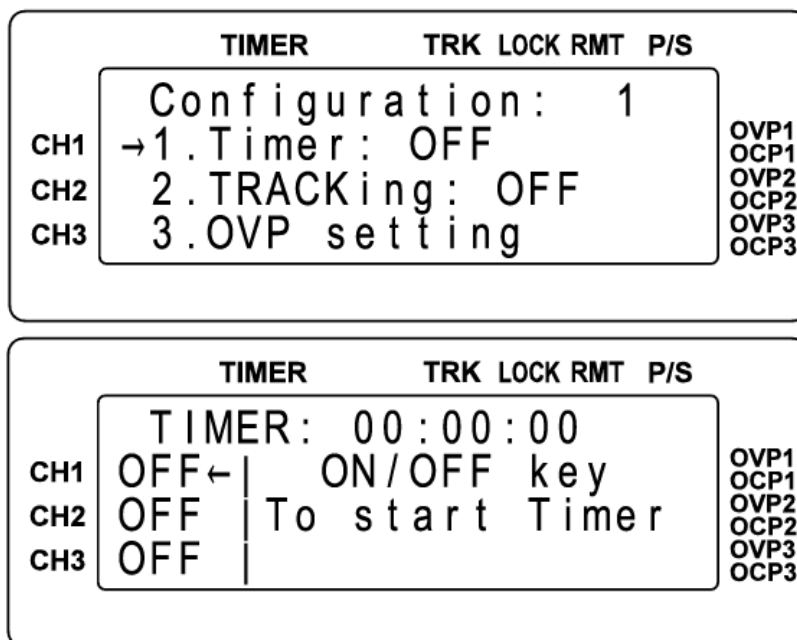 TIMER TRK LOCK RMT P/S
Configuration: 1
CH1 →1.Timer: OFF OVP1
OCP1
CH2 2.TRACKing: OFF OVP2
OCP2
CH3 3.OVP setting OVP3
OCP3
TIMER TRK LOCK RMT P/S
TIMER: 00:00:00
CH1 OFF← | ON/OFF key OVP1
OCP1
CH2 OFF | To start Timer OVP2
OCP2
CH3 OFF | OVP3
OCP3